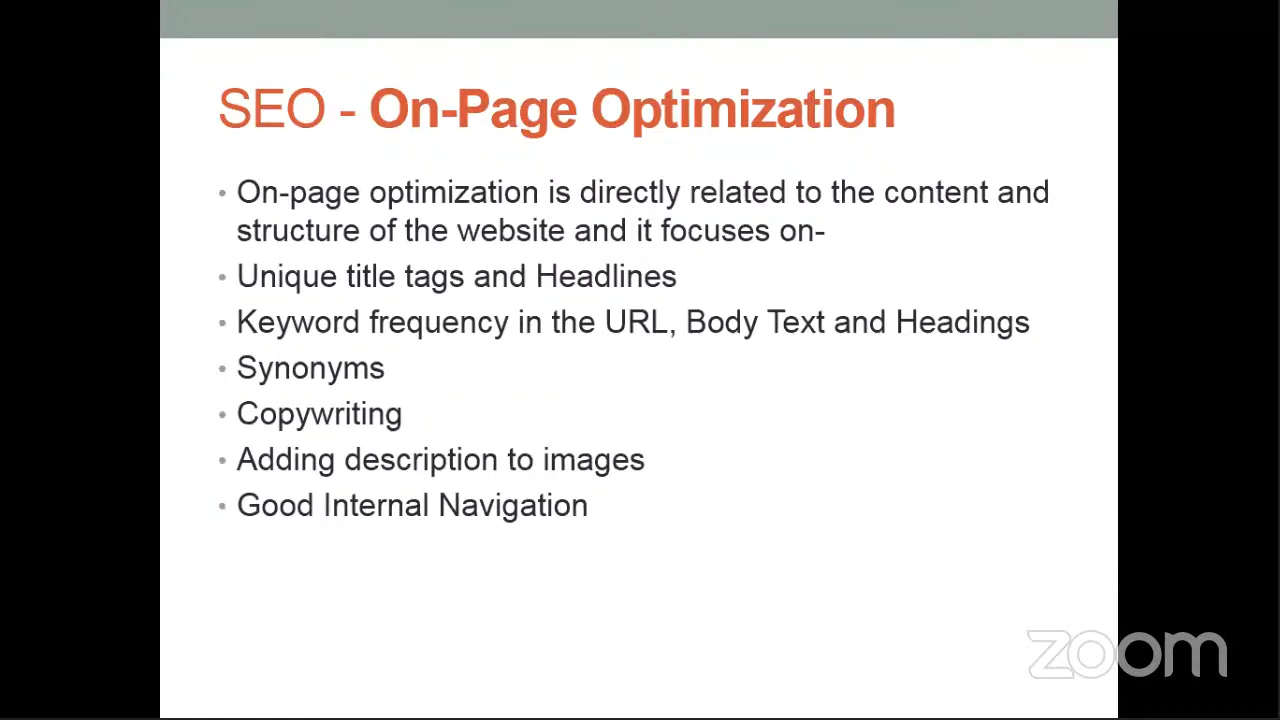 SEO - On-Page Optimization
• On-page optimization is directly related to the content and
structure of the website and it focuses on-
• Unique title tags and Headlines
• Keyword frequency in the URL, Body Text and Headings
• Synonyms
• Copywriting
• Adding description to images
• Good Internal Navigation
zoom